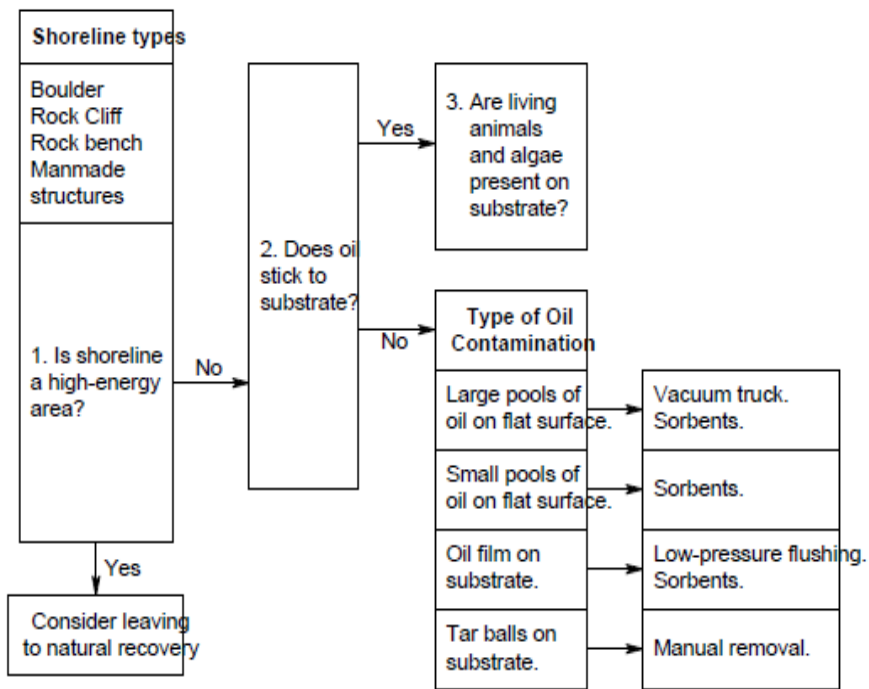 Shoreline types
Boulder
Rock Cliff
Rock bench
Manmade
structures
1. Is shoreline
a high-energy
area?
Yes
Consider leaving
to natural recovery
No
2. Does oil
stick to
substrate?
Yes
3. Are living
animals
and algae
present on
substrate?
No
Type of Oil
Contamination
Large pools of
oil on flat surface.
Vacuum truck.
Sorbents.
Small pools of
oil on flat surface.
Sorbents.
Oil film on
substrate.
Low-pressure flushing.
Sorbents.
Tar balls on
substrate.
Manual removal.